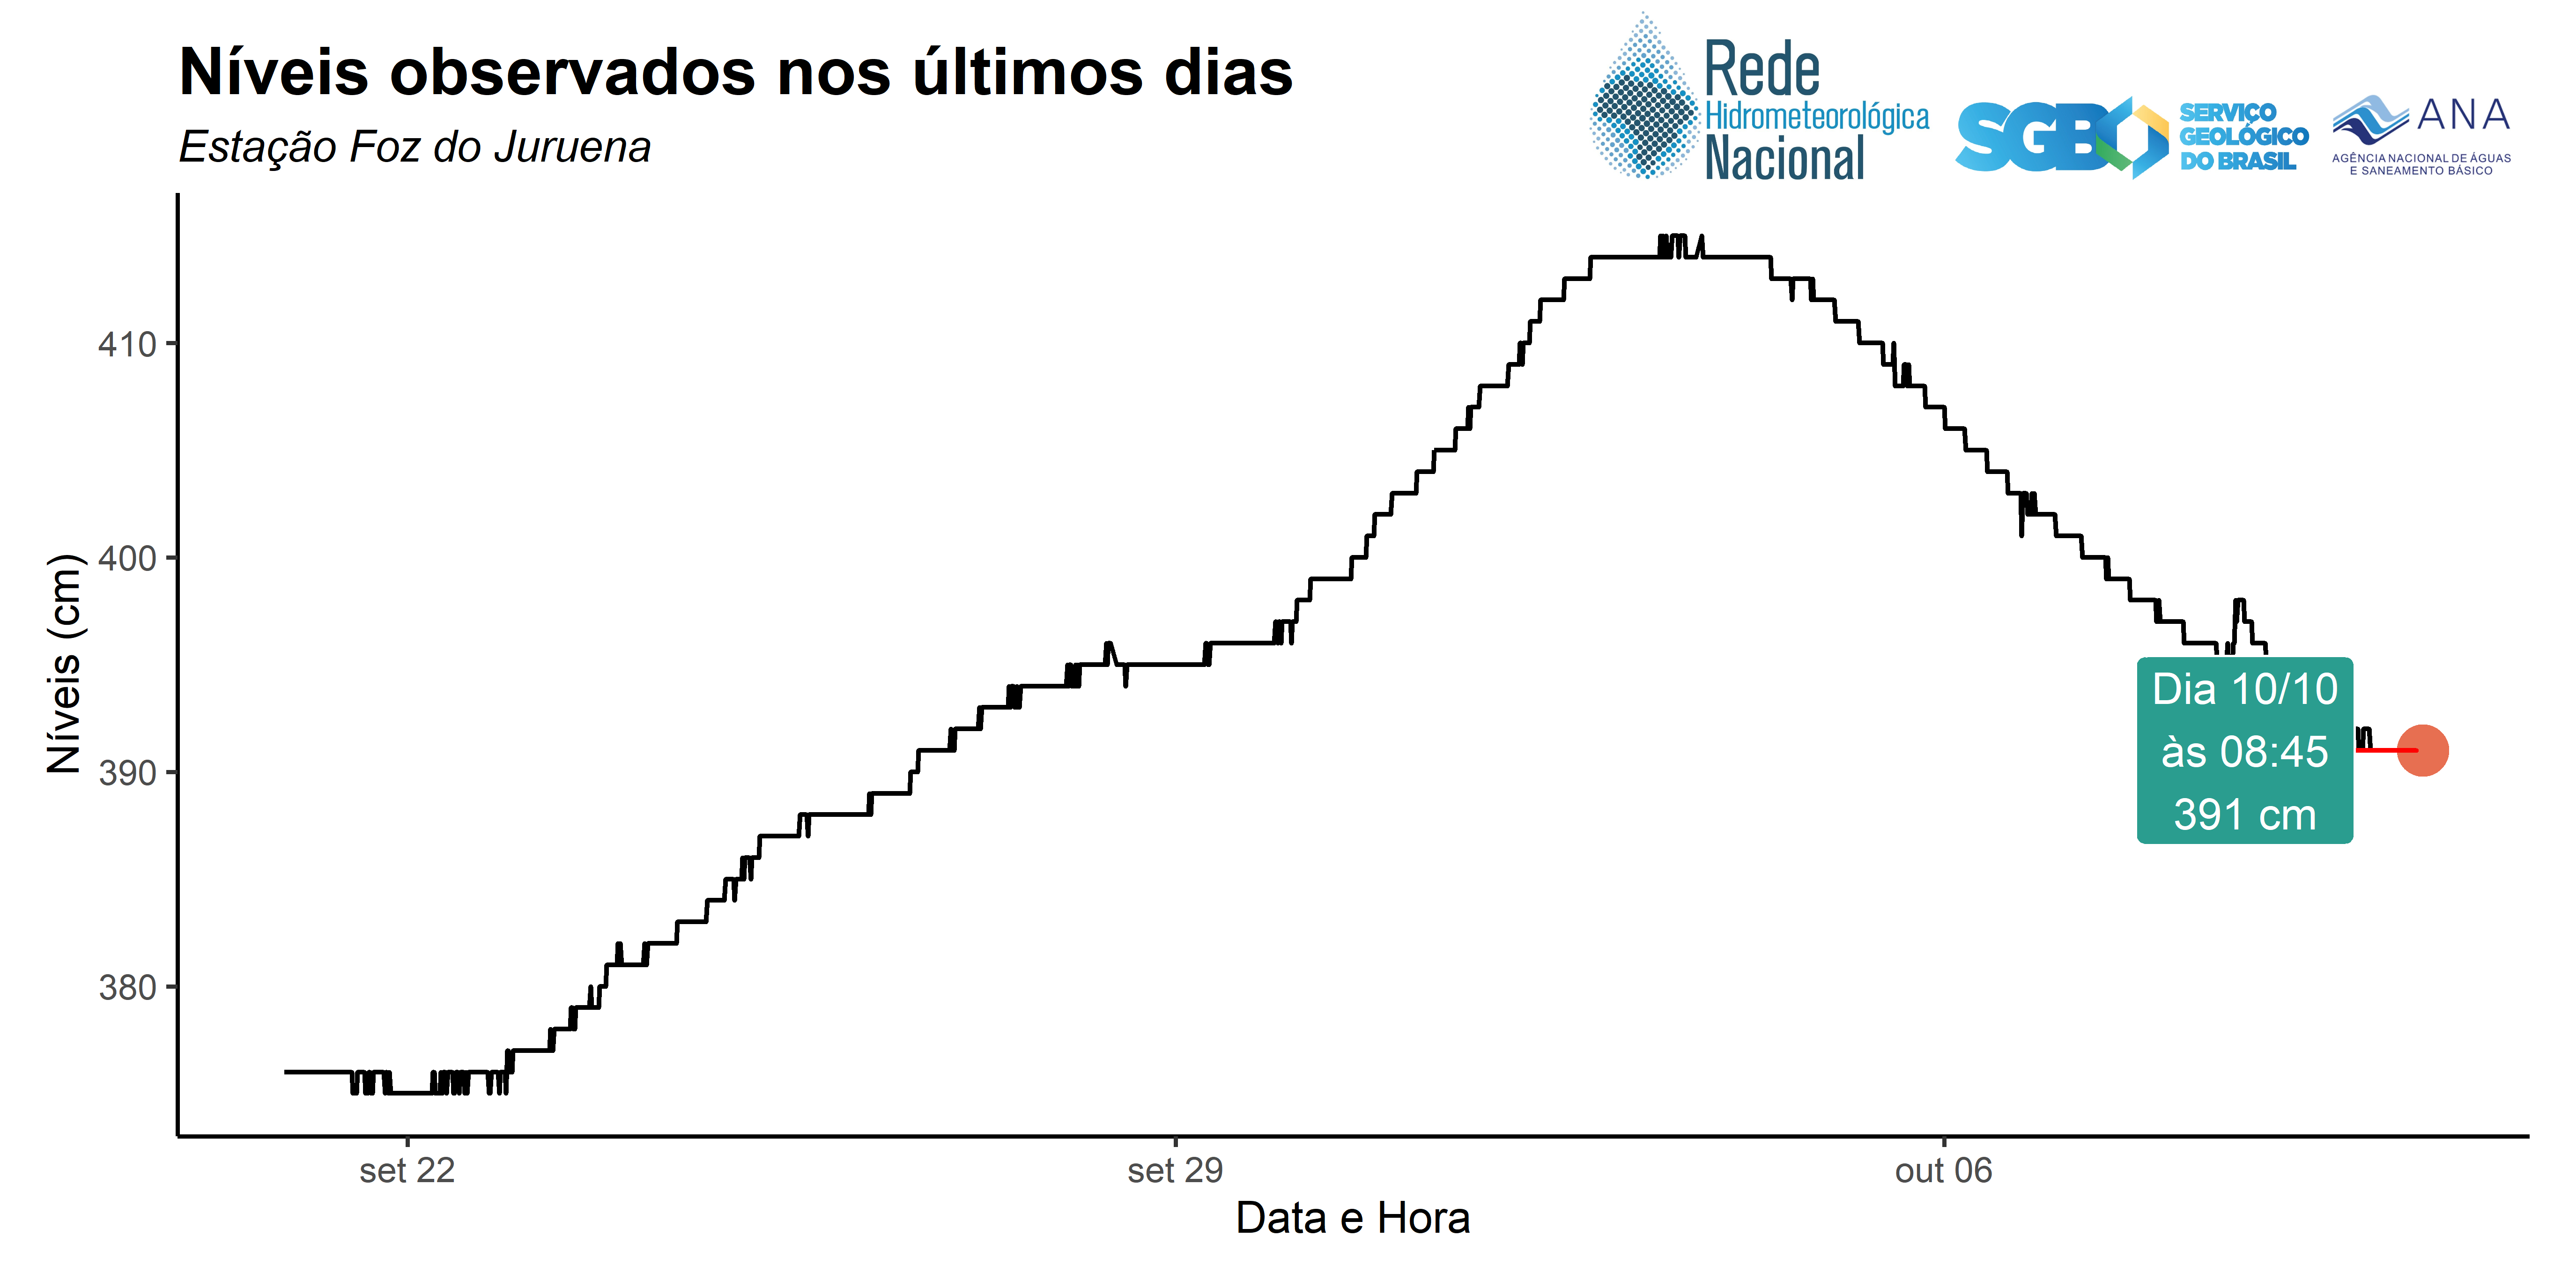 Níveis observados nos últimos dias
Estação Foz do Juruena
Rede
Hidrometeorológica
Nacional
SGB
SERVIÇO
GEOLÓGICO
DO BRASIL
ANA
AGÊNCIA NACIONAL DE ÁGUAS
E SANEAMENTO BÁSICO
Níveis (cm)
410
400
390
380
Dia 10/10
às 08:45
391 cm
set 22
set 29
out 06
Data e Hora